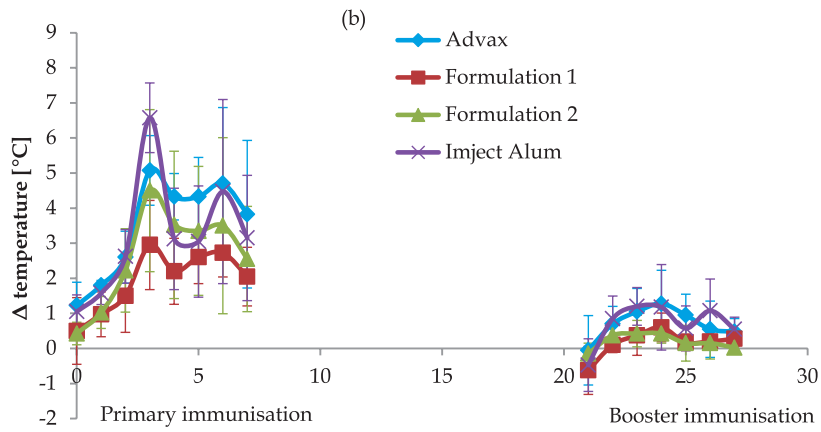 (b)
Advax
Formulation 1
Formulation 2
Imject Alum
Δ temperature [°C]
9
8
7
6
5
4
3
2
1
0
-1
-2
0 5 10 15 20 25 30
Primary immunisation Booster immunisation